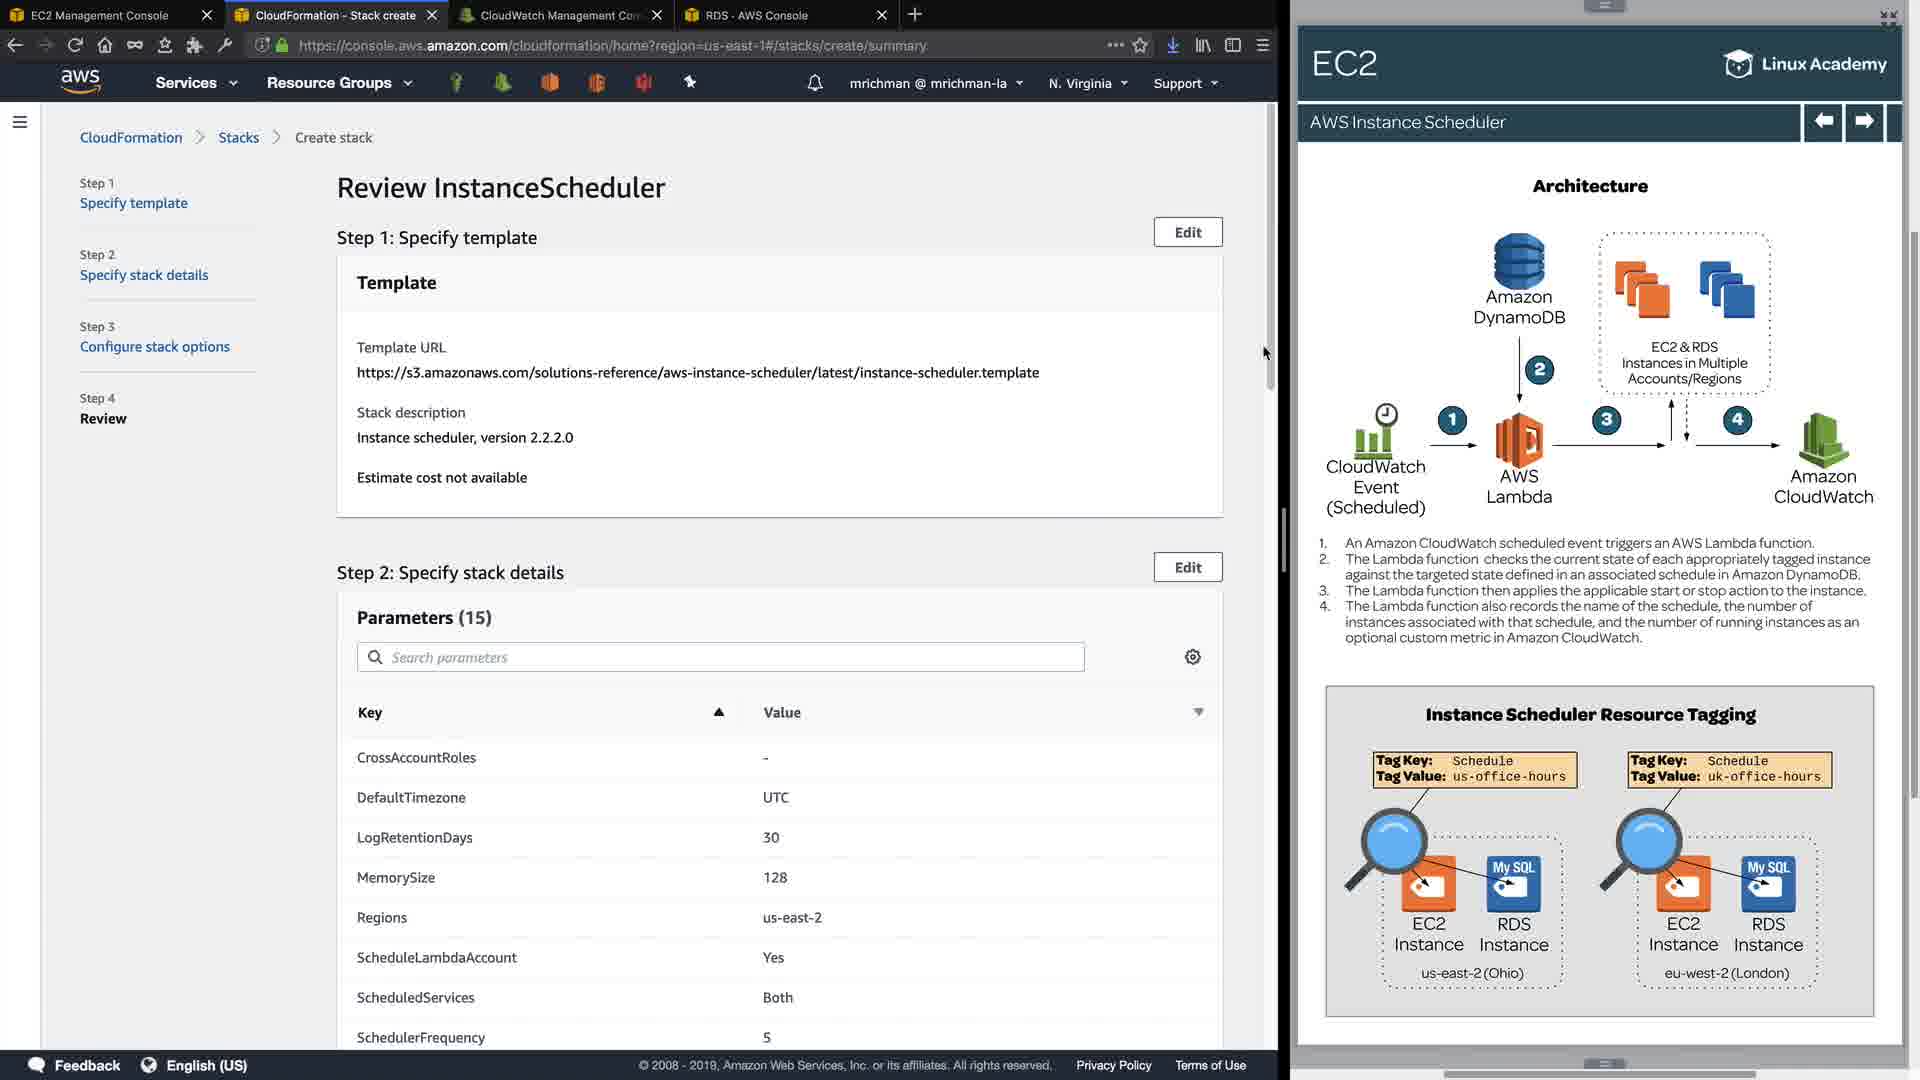 EC2 Management Console
CloudFormation - Stack create
CloudWatch Management Con
RDS - AWS Console
https://console.aws.amazon.com/cloudformation/home?region=us-east-1#/stacks/create/summary
aws
Services
Resource Groups
mrichman @ mrichman-la
N. Virginia
Support
CloudFormation
Stacks
Create stack
Step 1
Specify template
Step 2
Specify stack details
Step 3
Configure stack options
Step 4
Review
Review InstanceScheduler
Step 1: Specify template
Edit
Template
Template URL
https://s3.amazonaws.com/solutions-reference/aws-instance-scheduler/latest/instance-scheduler.template
Stack description
Instance scheduler, version 2.2.2.0
Estimate cost not available
Step 2: Specify stack details
Edit
Parameters (15)
Search parameters
Key
Value
CrossAccountRoles
-
DefaultTimezone
UTC
LogRetentionDays
30
MemorySize
128
Regions
us-east-2
ScheduleLambdaAccount
Yes
ScheduledServices
Both
SchedulerFrequency
5
Feedback
English (US)
© 2008 - 2019, Amazon Web Services, Inc. or its affiliates. All rights reserved.
Privacy Policy
Terms of Use
EC2
Linux Academy
AWS Instance Scheduler
Architecture
Amazon
DynamoDB
EC2 & RDS
Instances in Multiple
Accounts/Regions
2
1
3
4
CloudWatch
Event
(Scheduled)
AWS
Lambda
Amazon
CloudWatch
1. An Amazon CloudWatch scheduled event triggers an AWS Lambda function.
2. The Lambda function checks the current state of each appropriately tagged instance
against the targeted state defined in an associated schedule in Amazon DynamoDB.
3. The Lambda function then applies the applicable start or stop action to the instance.
4. The Lambda function also records the name of the schedule, the number of
instances associated with that schedule, and the number of running instances as an
optional custom metric in Amazon CloudWatch.
Instance Scheduler Resource Tagging
Tag Key: Schedule
Tag Value: us-office-hours
Tag Key: Schedule
Tag Value: uk-office-hours
My SQL
My SQL
EC2
Instance
RDS
Instance
EC2
Instance
RDS
Instance
us-east-2 (Ohio)
eu-west-2 (London)